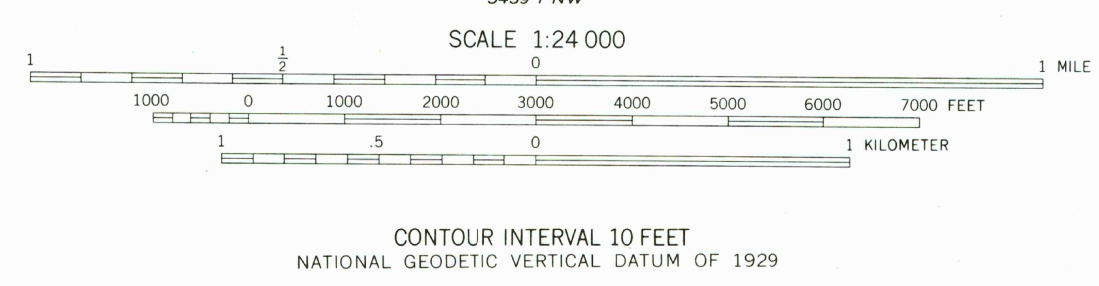 SCALE 1:24 000
1 1/2 0 1 MILE
1000 0 1000 2000 3000 4000 5000 6000 7000 FEET
1 .5 0 1 KILOMETER
CONTOUR INTERVAL 10 FEET
NATIONAL GEODETIC VERTICAL DATUM OF 1929